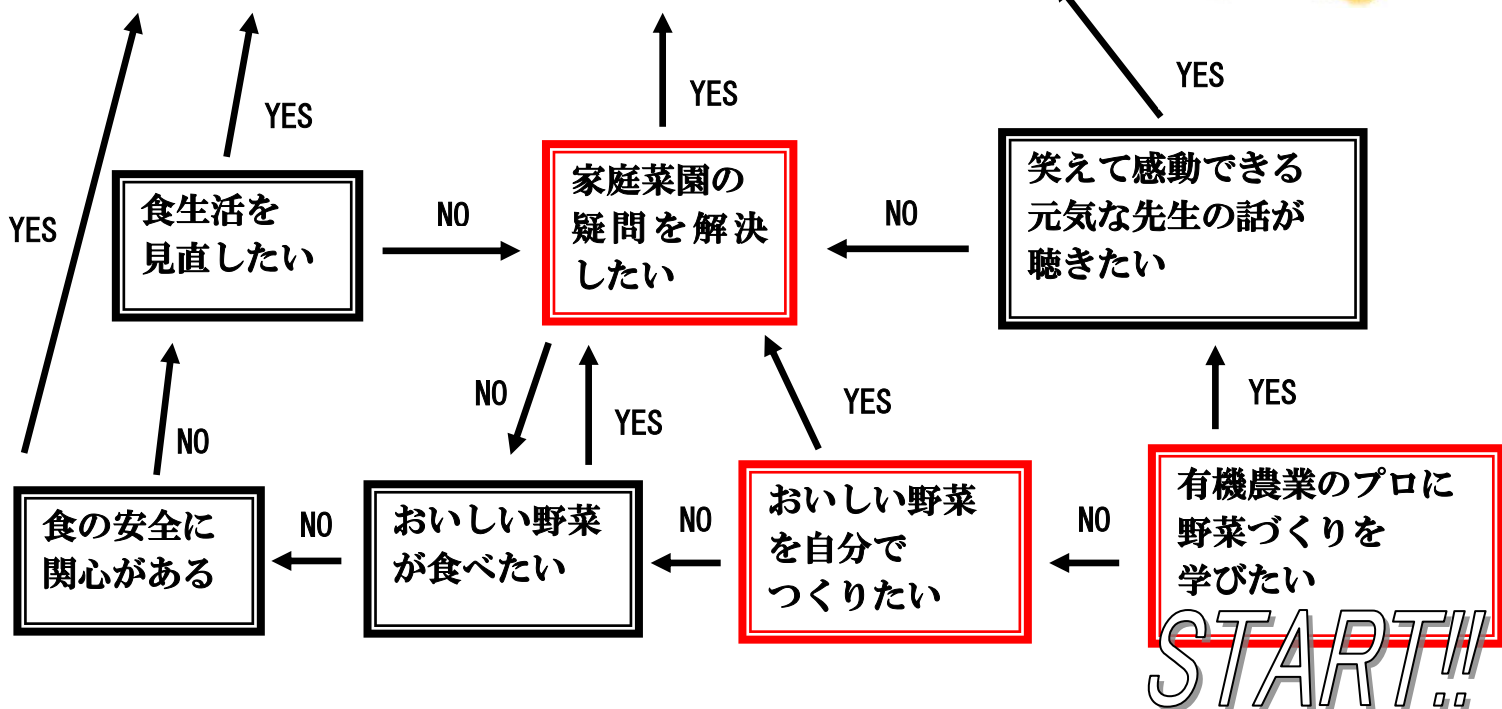 YES
YES
YES
YES
食生活を
見直したい
NO
家庭菜園の
疑問を解決
したい
NO
笑えて感動できる
元気な先生の話が
聴きたい
NO
NO
YES
YES
YES
食の安全に
関心がある
NO
おいしい野菜
が食べたい
NO
おいしい野菜
を自分で
つくりたい
NO
有機農業のプロに
野菜づくりを
学びたい
START!!